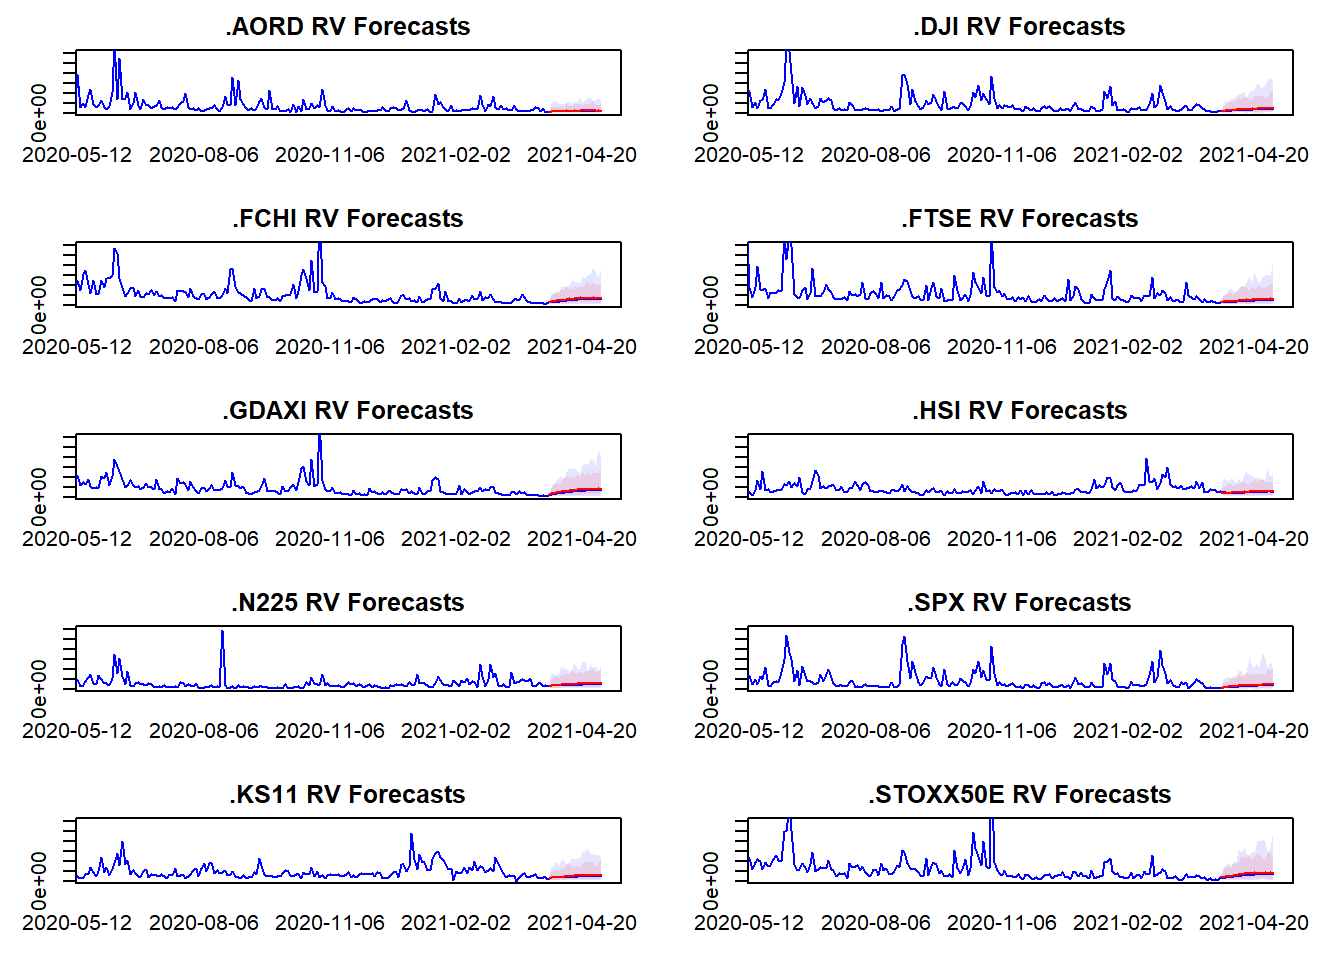 .AORD RV Forecasts
0e+00
2020-05-12 2020-08-06 2020-11-06 2021-02-02 2021-04-20
.DJI RV Forecasts
0e+00
2020-05-12 2020-08-06 2020-11-06 2021-02-02 2021-04-20
.FCHI RV Forecasts
0e+00
2020-05-12 2020-08-06 2020-11-06 2021-02-02 2021-04-20
.FTSE RV Forecasts
0e+00
2020-05-12 2020-08-06 2020-11-06 2021-02-02 2021-04-20
.GDAXI RV Forecasts
0e+00
2020-05-12 2020-08-06 2020-11-06 2021-02-02 2021-04-20
.HSI RV Forecasts
0e+00
2020-05-12 2020-08-06 2020-11-06 2021-02-02 2021-04-20
.N225 RV Forecasts
0e+00
2020-05-12 2020-08-06 2020-11-06 2021-02-02 2021-04-20
.SPX RV Forecasts
0e+00
2020-05-12 2020-08-06 2020-11-06 2021-02-02 2021-04-20
.KS11 RV Forecasts
0e+00
2020-05-12 2020-08-06 2020-11-06 2021-02-02 2021-04-20
.STOXX50E RV Forecasts
0e+00
2020-05-12 2020-08-06 2020-11-06 2021-02-02 2021-04-20